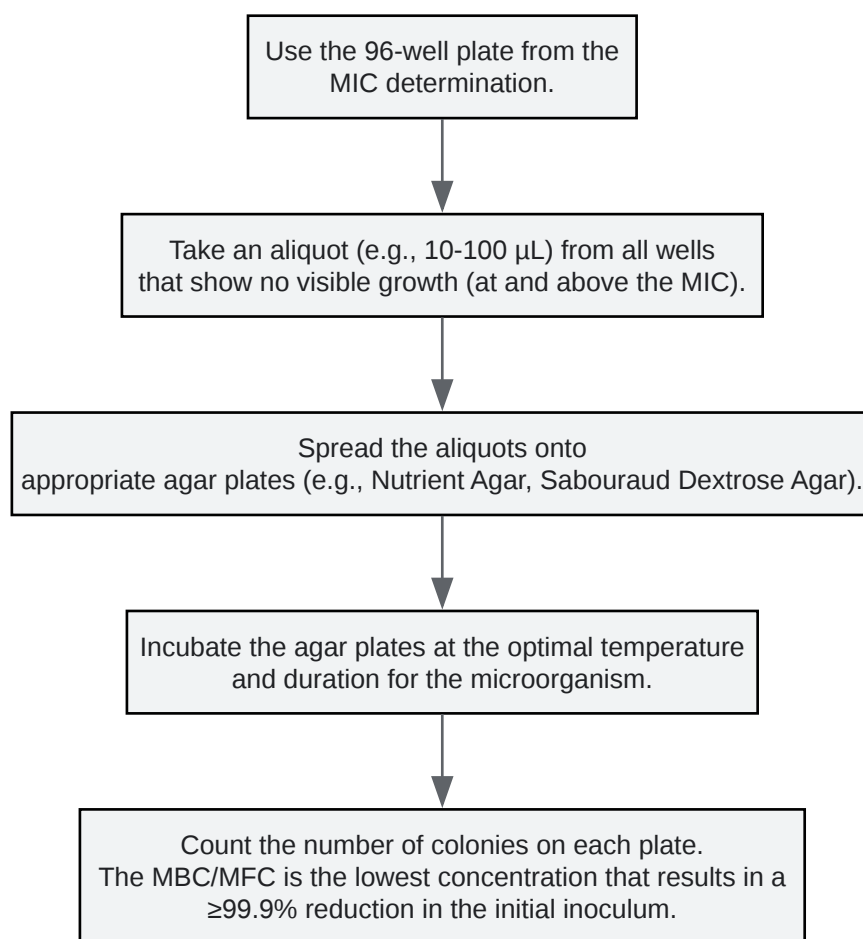 Use the 96-well plate from the
MIC determination.
Take an aliquot (e.g., 10-100 µL) from all wells
that show no visible growth (at and above the MIC).
Spread the aliquots onto
appropriate agar plates (e.g., Nutrient Agar, Sabouraud Dextrose Agar).
Incubate the agar plates at the optimal temperature
and duration for the microorganism.
Count the number of colonies on each plate.
The MBC/MFC is the lowest concentration that results in a
≥99.9% reduction in the initial inoculum.